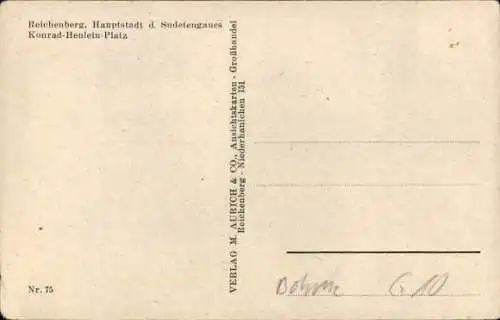 Reichenberg, Hauptstadt d. Sudetengaues
Konrad-Henlein-Platz
VERLAG M. AURICH & CO., Ansichtskarten - Großhandel
Reichenberg - Niederhanichen 131
Nr. 75